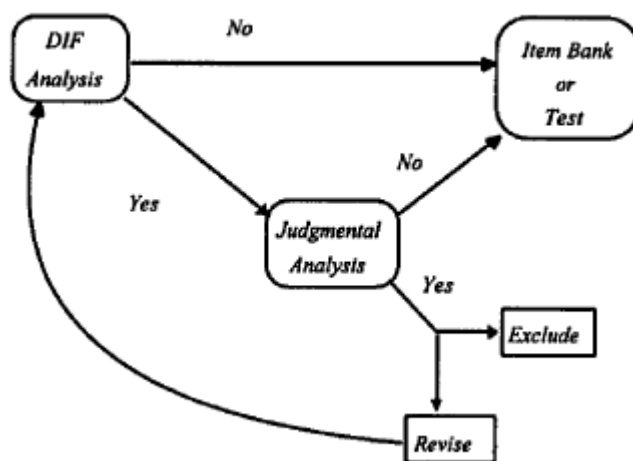 DIF
Analysis
No
Item Bank
or
Test
Yes
No
Judgmental
Analysis
Yes
Exclude
Revise